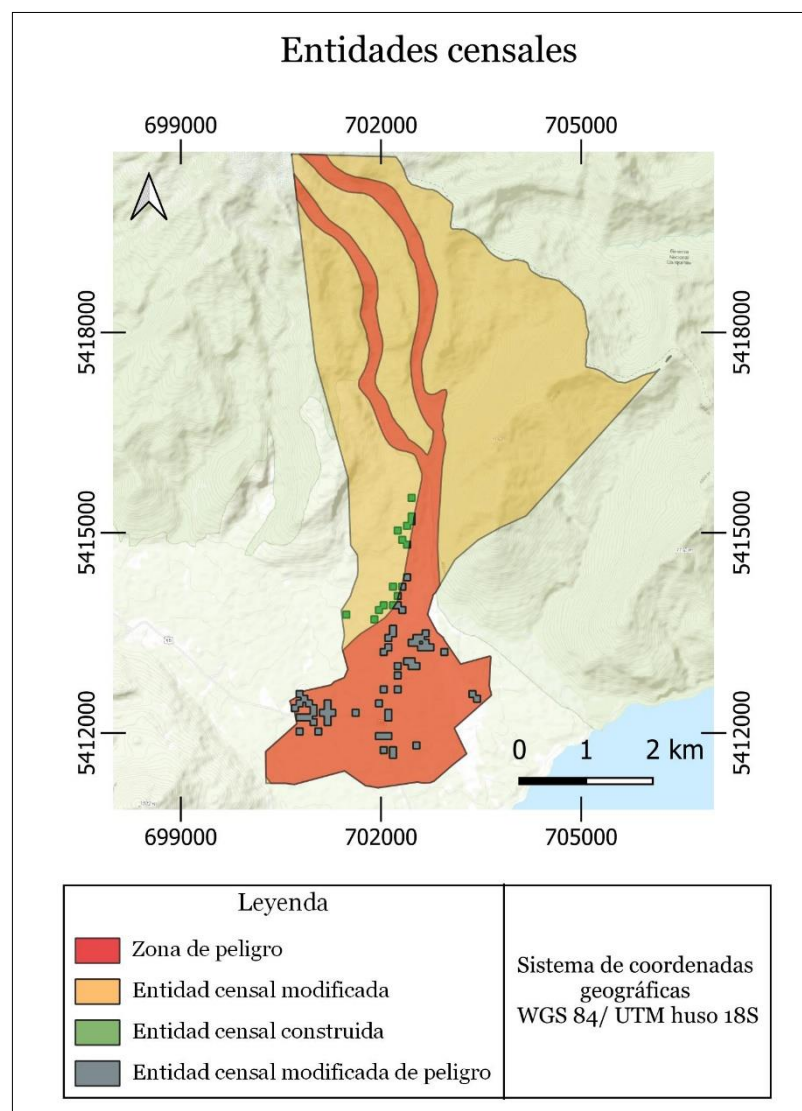 Entidades censales
699000 702000 705000
5418000 5418000
5415000 5415000
5412000 5412000
0 1 2 km
699000 702000 705000
Leyenda
Zona de peligro
Entidad censal modificada
Entidad censal construida
Entidad censal modificada de peligro
Sistema de coordenadas
geográficas
WGS 84/ UTM huso 18S